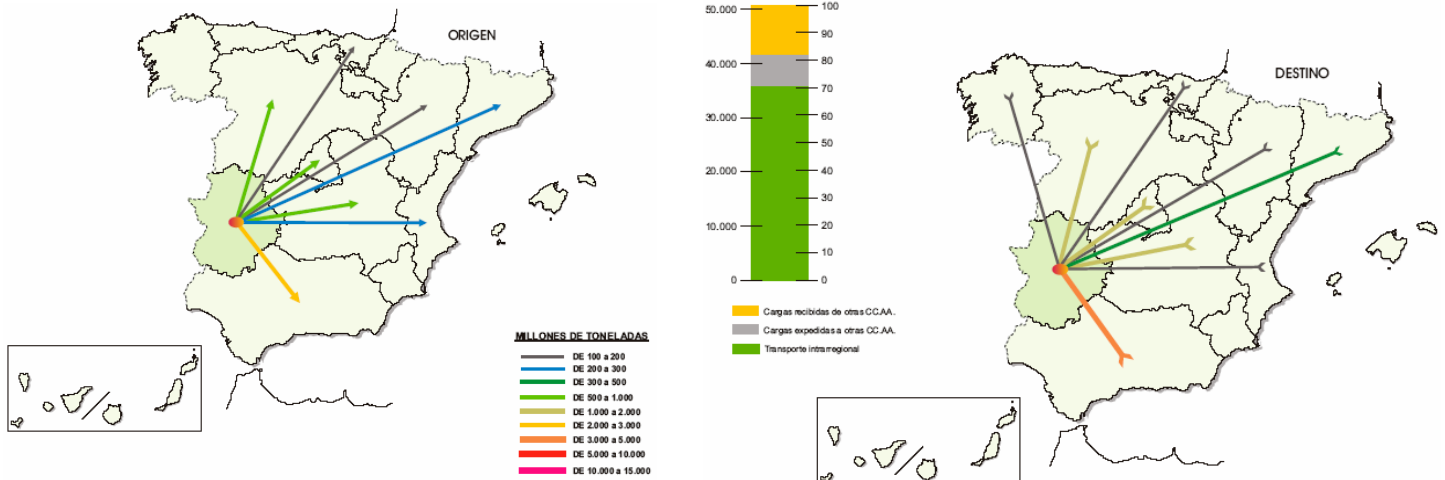 ORIGEN
MILLONES DE TONELADAS
DE 100 a 200
DE 200 a 300
DE 300 a 500
DE 500 a 1.000
DE 1.000 a 2.000
DE 2.000 a 3.000
DE 3.000 a 5.000
DE 5.000 a 10.000
DE 10.000 a 15.000
50.000
40.000
30.000
20.000
10.000
0
100
90
80
70
60
50
40
30
20
10
0
Cargas recibidas de otras CC.AA.
Cargas expedidas a otras CC.AA.
Transporte intrarregional
DESTINO